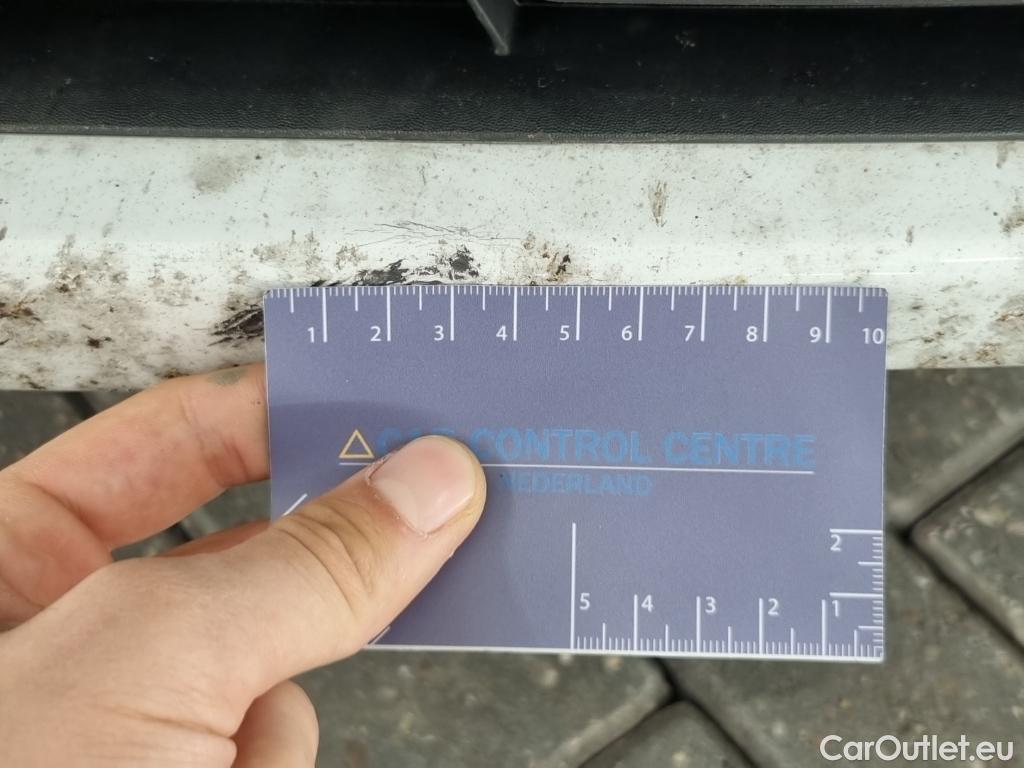 1 2 3 4 5 6 7 8 9 10
CONTROL CENTRE
NEDERLAND
2
5 4 3 2 1
CarOutlet.eu